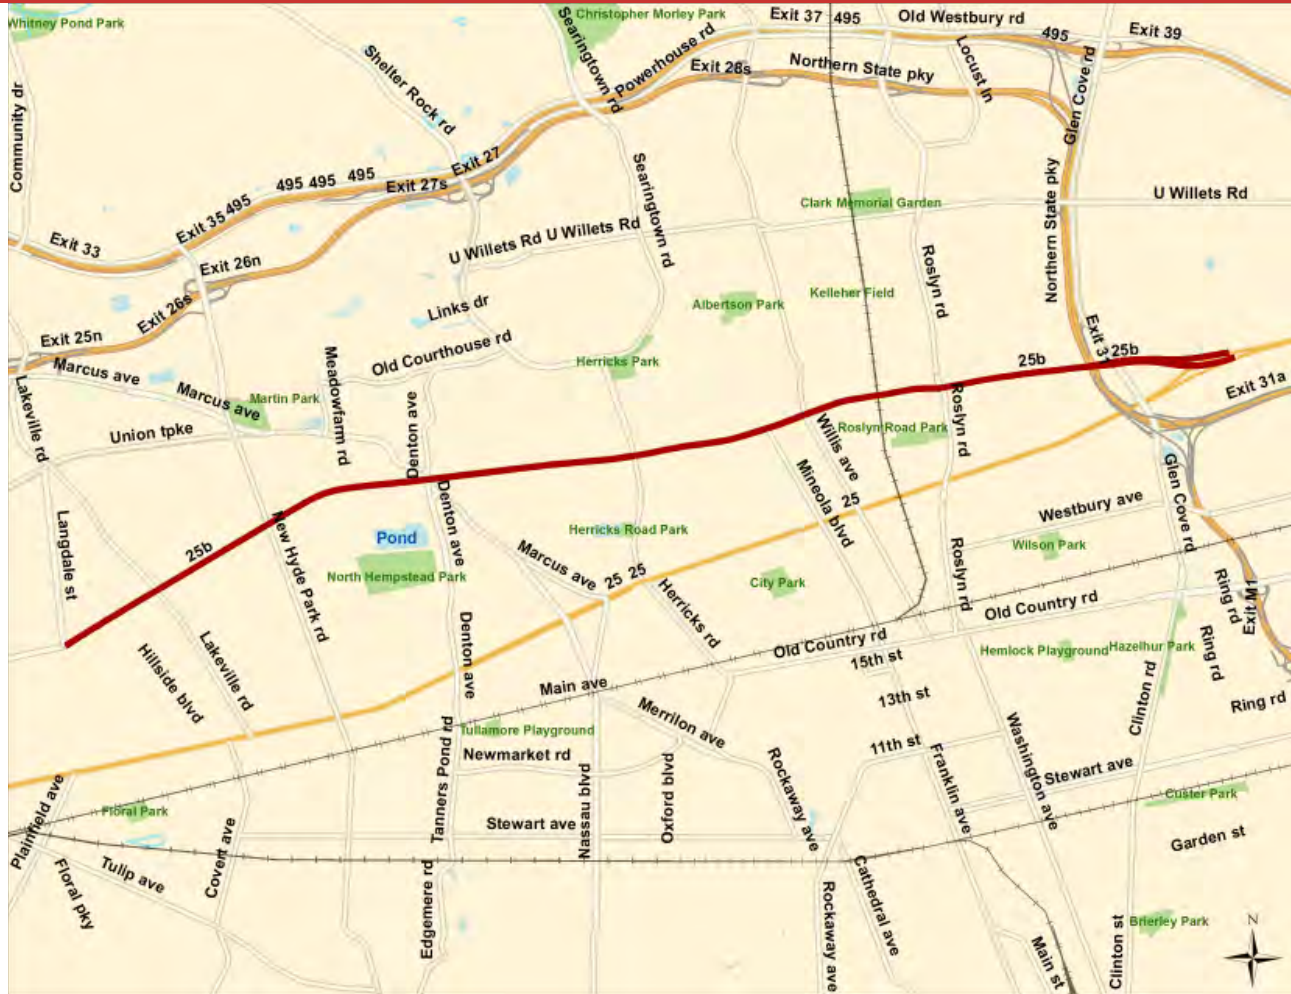 Whitney Pond Park
Christopher Morley Park
Exit 37
495
Old Westbury rd
Exit 39
495
Searingtown rd
Powerhouse rd
Shelter Rock rd
Exit 28s
Northern State pky
Locust ln
Glen Cove rd
Community dr
Exit 27
Exit 27s
495 495 495
Exit 35 495
Exit 33
Searingtown rd
Clark Memorial Garden
U Willets Rd
U Willets Rd U Willets Rd
Northern State pky
Roslyn rd
Exit 26n
Exit 26s
Exit 25n
Links dr
Albertson Park
Kelleher Field
Old Courthouse rd
Herricks Park
Exit 31
25b
25b
Exit 31a
Marcus ave
Marcus ave
Martin Park
Meadowfarm rd
Lakeville rd
Union tpke
Denton ave
Willis ave
Roslyn Road Park
Roslyn rd
Mineola blvd
25
Glen Cove rd
Westbury ave
Langdale st
25b
New Hyde Park rd
Pond
North Hempstead Park
Denton ave
Marcus ave
Herricks Road Park
25 25
Herricks rd
City Park
Wilson Park
Roslyn rd
Old Country rd
Ring rd
Exit M1
Hillside blvd
Lakeville rd
Denton ave
Main ave
Old Country rd
15th st
13th st
Hemlock Playground
Hazelhur Park
Clinton rd
Ring rd
Ring rd
Tullamore Playground
Newmarket rd
Merrilon ave
Tanners Pond rd
Nassau blvd
Oxford blvd
Rockaway ave
11th st
Franklin ave
Washington ave
Stewart ave
Custer Park
Plainfield ave
Floral Park
Covert ave
Stewart ave
Garden st
Tulip ave
Floral pky
Edgemere rd
Rockaway ave
Cathedral ave
Main st
Clinton st
Brierley Park
N